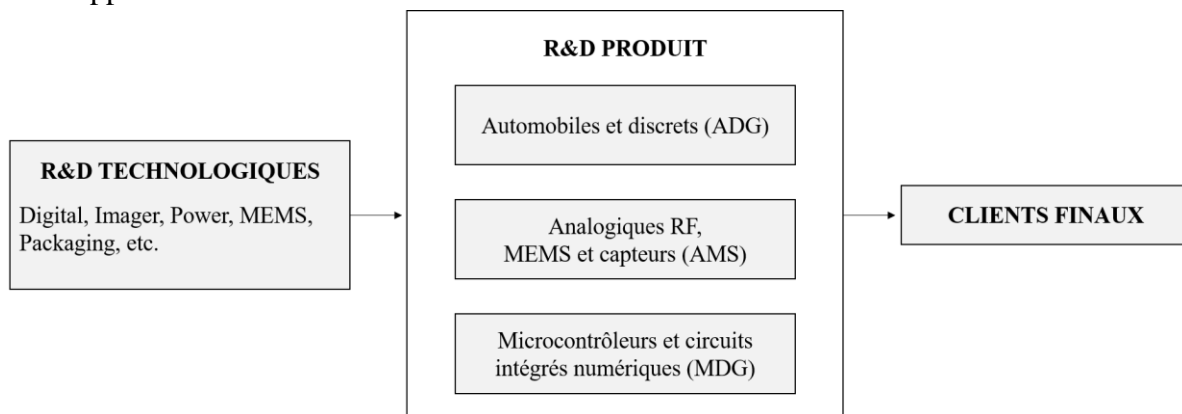 R&D PRODUIT
Automobiles et discrets (ADG)
R&D TECHNOLOGIQUES
Digital, Imager, Power, MEMS,
Packaging, etc.
Analogiques RF,
MEMS et capteurs (AMS)
CLIENTS FINAUX
Microcontrôleurs et circuits
intégrés numériques (MDG)